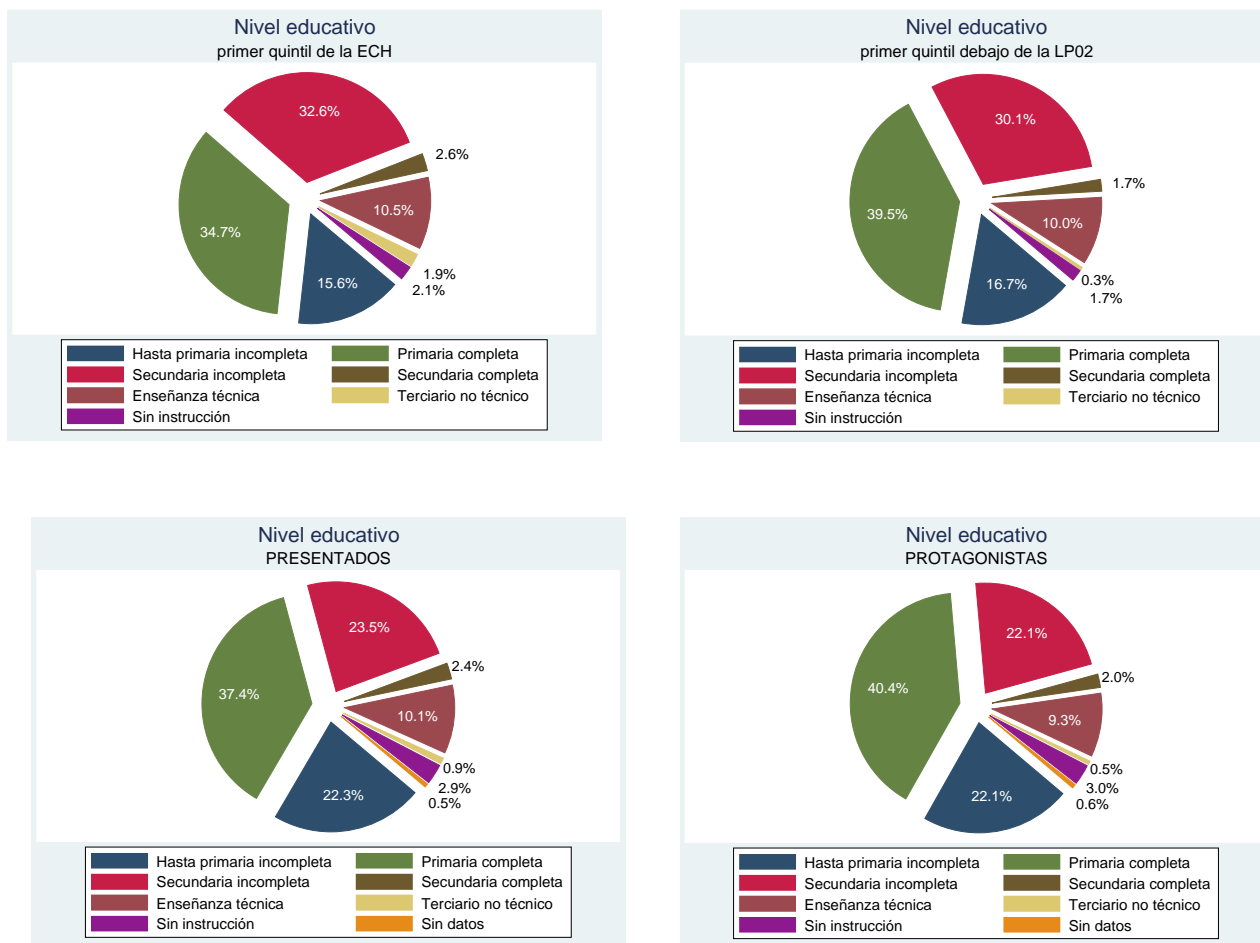 Nivel educativo
primer quintil de la ECH
32.6%
2.6%
10.5%
34.7%
1.9%
15.6%
2.1%
Hasta primaria incompleta
Primaria completa
Secundaria incompleta
Secundaria completa
Enseñanza técnica
Terciario no técnico
Sin instrucción
Nivel educativo
primer quintil debajo de la LP02
30.1%
1.7%
39.5%
10.0%
0.3%
16.7%
1.7%
Hasta primaria incompleta
Primaria completa
Secundaria incompleta
Secundaria completa
Enseñanza técnica
Terciario no técnico
Sin instrucción
Nivel educativo
PRESENTADOS
23.5%
2.4%
37.4%
10.1%
0.9%
2.9%
22.3%
0.5%
Hasta primaria incompleta
Primaria completa
Secundaria incompleta
Secundaria completa
Enseñanza técnica
Terciario no técnico
Sin instrucción
Sin datos
Nivel educativo
PROTAGONISTAS
22.1%
2.0%
40.4%
9.3%
0.5%
3.0%
22.1%
0.6%
Hasta primaria incompleta
Primaria completa
Secundaria incompleta
Secundaria completa
Enseñanza técnica
Terciario no técnico
Sin instrucción
Sin datos